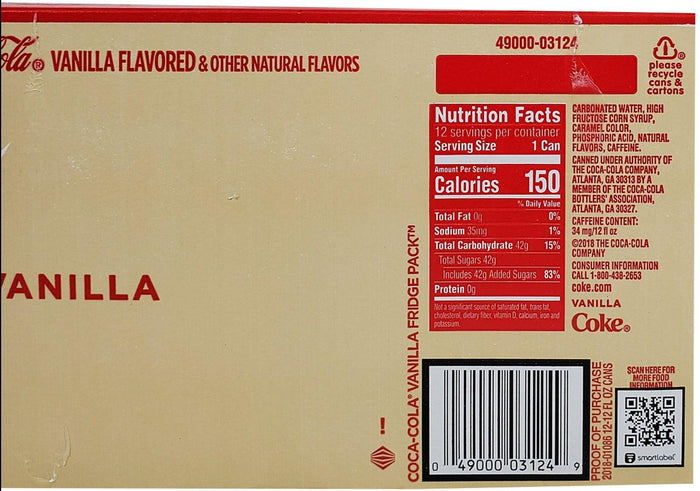 Cola® VANILLA FLAVORED & OTHER NATURAL FLAVORS
VANILLA
COCA-COLA® VANILLA FRIDGE PACK™
!
49000-03124
please
recycle
cans &
cartons
Nutrition Facts
12 servings per container
Serving Size 1 Can
Amount Per Serving
Calories 150
% Daily Value
Total Fat 0g 0%
Sodium 35mg 1%
Total Carbohydrate 42g 15%
Total Sugars 42g
Includes 42g Added Sugars 83%
Protein 0g
Not a significant source of saturated fat, trans fat,
cholesterol, dietary fiber, vitamin D, calcium, iron and
potassium.
CARBONATED WATER, HIGH
FRUCTOSE CORN SYRUP,
CARAMEL COLOR,
PHOSPHORIC ACID, NATURAL
FLAVORS, CAFFEINE.
CANNED UNDER AUTHORITY OF
THE COCA-COLA COMPANY,
ATLANTA, GA 30313 BY A
MEMBER OF THE COCA-COLA
BOTTLERS' ASSOCIATION,
ATLANTA, GA 30327.
CAFFEINE CONTENT:
34 mg/12 fl oz
©2018 THE COCA-COLA
COMPANY
CONSUMER INFORMATION
CALL 1-800-438-2653
coke.com
VANILLA
Coke®
0 49000 03124 9
PROOF OF PURCHASE
2018-01086 12-12 FL OZ CANS
SCAN HERE FOR
MORE FOOD
INFORMATION
smartlabel